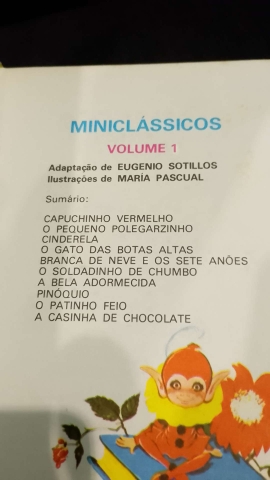 MINICLÁSSICOS
VOLUME 1
Adaptação de EUGENIO SOTILLOS
Ilustrações de MARÍA PASCUAL
Sumário:
CAPUCHINHO VERMELHO
O PEQUENO POLEGARZINHO
CINDERELA
O GATO DAS BOTAS ALTAS
BRANCA DE NEVE E OS SETE ANÕES
O SOLDADINHO DE CHUMBO
A BELA ADORMECIDA
PINÓQUIO
O PATINHO FEIO
A CASINHA DE CHOCOLATE